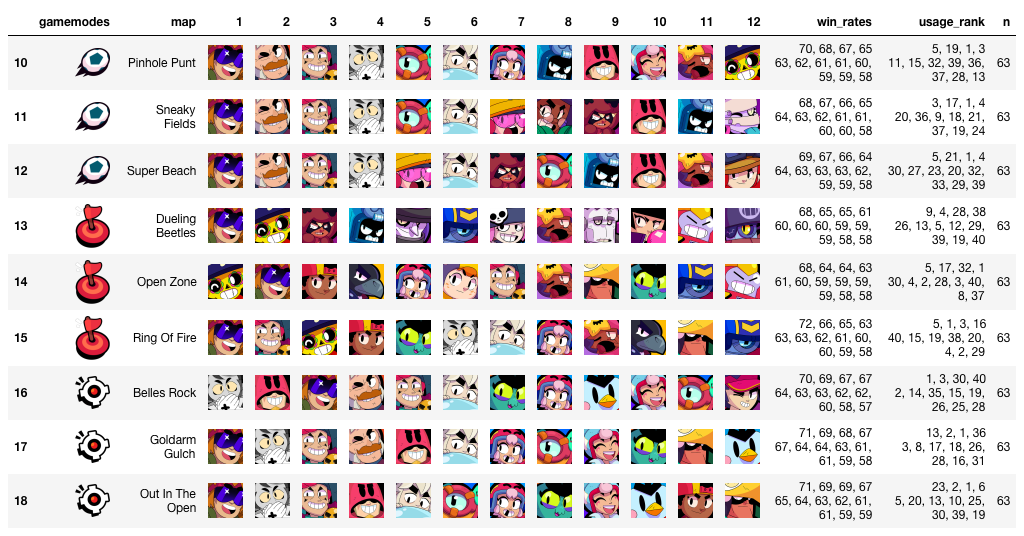 gamemodes map 1 2 3 4 5 6 7 8 9 10 11 12 win_rates usage_rank n
10 Pinhole Punt 70, 68, 67, 65 5, 19, 1, 3 63
63, 62, 61, 61, 60, 11, 15, 32, 39, 36,
59, 59, 58 37, 28, 13
11 Sneaky Fields 68, 67, 66, 65 3, 17, 1, 4 63
64, 63, 62, 61, 61, 20, 36, 9, 18, 21,
60, 60, 58 37, 19, 24
12 Super Beach 69, 67, 66, 64 5, 21, 1, 4 63
64, 63, 63, 63, 62, 30, 27, 23, 20, 32,
59, 59, 58 33, 29, 39
13 Dueling Beetles 68, 65, 65, 61 9, 4, 28, 38 63
60, 60, 60, 59, 59, 26, 13, 5, 12, 29,
59, 58, 58 39, 19, 40
14 Open Zone 68, 64, 64, 63 5, 17, 32, 1 63
61, 60, 59, 59, 59, 30, 4, 2, 28, 3, 40,
59, 58, 58 8, 37
15 Ring Of Fire 72, 66, 65, 63 5, 1, 3, 16 63
63, 63, 62, 61, 60, 40, 15, 19, 38, 20,
60, 59, 58 4, 2, 29
16 Belles Rock 70, 69, 67, 67 1, 3, 30, 40 63
64, 63, 63, 62, 62, 2, 14, 35, 15, 19,
60, 58, 57 26, 25, 28
17 Goldarm Gulch 71, 69, 68, 67 13, 2, 1, 36 63
67, 64, 64, 63, 61, 3, 8, 17, 18, 26,
61, 59, 58 28, 16, 31
18 Out In The Open 71, 69, 69, 67 23, 2, 1, 6 63
65, 64, 63, 62, 61, 5, 20, 13, 10, 25,
61, 59, 59 30, 39, 19